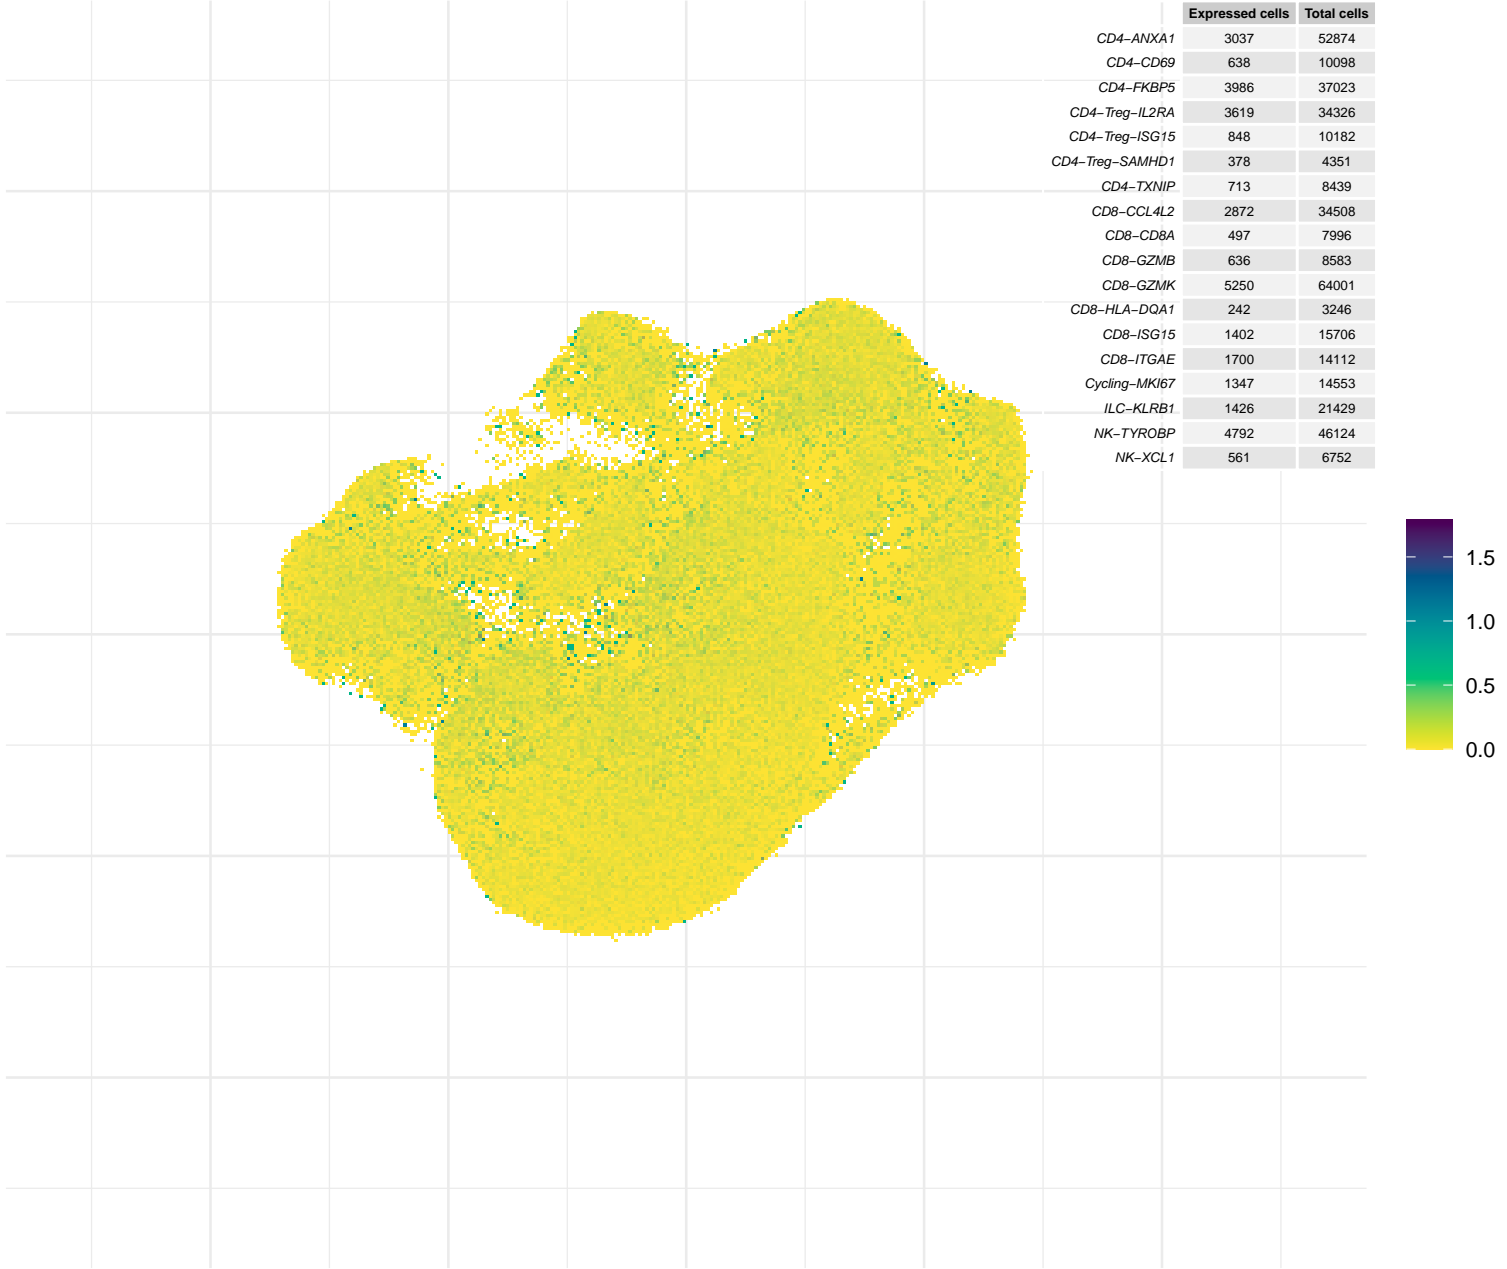 Expressed cells Total cells
CD4−ANXA1 3037 52874
CD4−CD69 638 10098
CD4−FKBP5 3986 37023
CD4−Treg−IL2RA 3619 34326
CD4−Treg−ISG15 848 10182
CD4−Treg−SAMHD1 378 4351
CD4−TXNIP 713 8439
CD8−CCL4L2 2872 34508
CD8−CD8A 497 7996
CD8−GZMB 636 8583
CD8−GZMK 5250 64001
CD8−HLA−DQA1 242 3246
CD8−ISG15 1402 15706
CD8−ITGAE 1700 14112
Cycling−MKI67 1347 14553
ILC−KLRB1 1426 21429
NK−TYROBP 4792 46124
NK−XCL1 561 6752
1.5
1.0
0.5
0.0